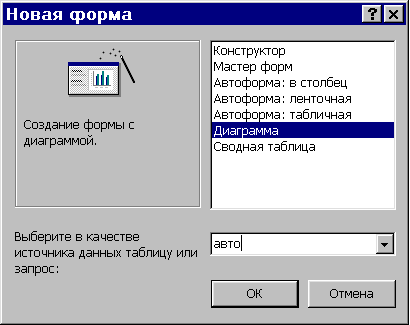 Новая форма
Создание формы с
диаграммой.
Конструктор
Мастер форм
Автоформа: в столбец
Автоформа: ленточная
Автоформа: табличная
Диаграмма
Сводная таблица
Выберите в качестве
источника данных таблицу или
запрос:
авто
ОК
Отмена